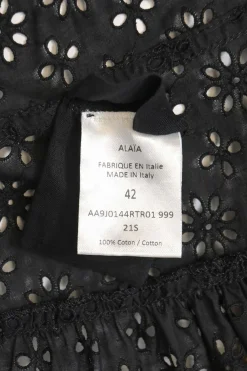 ALAÏA
FABRIQUE EN Italie
MADE IN Italy
42
AA9J0144RTR01 999
21S
100% Coton / Cotton